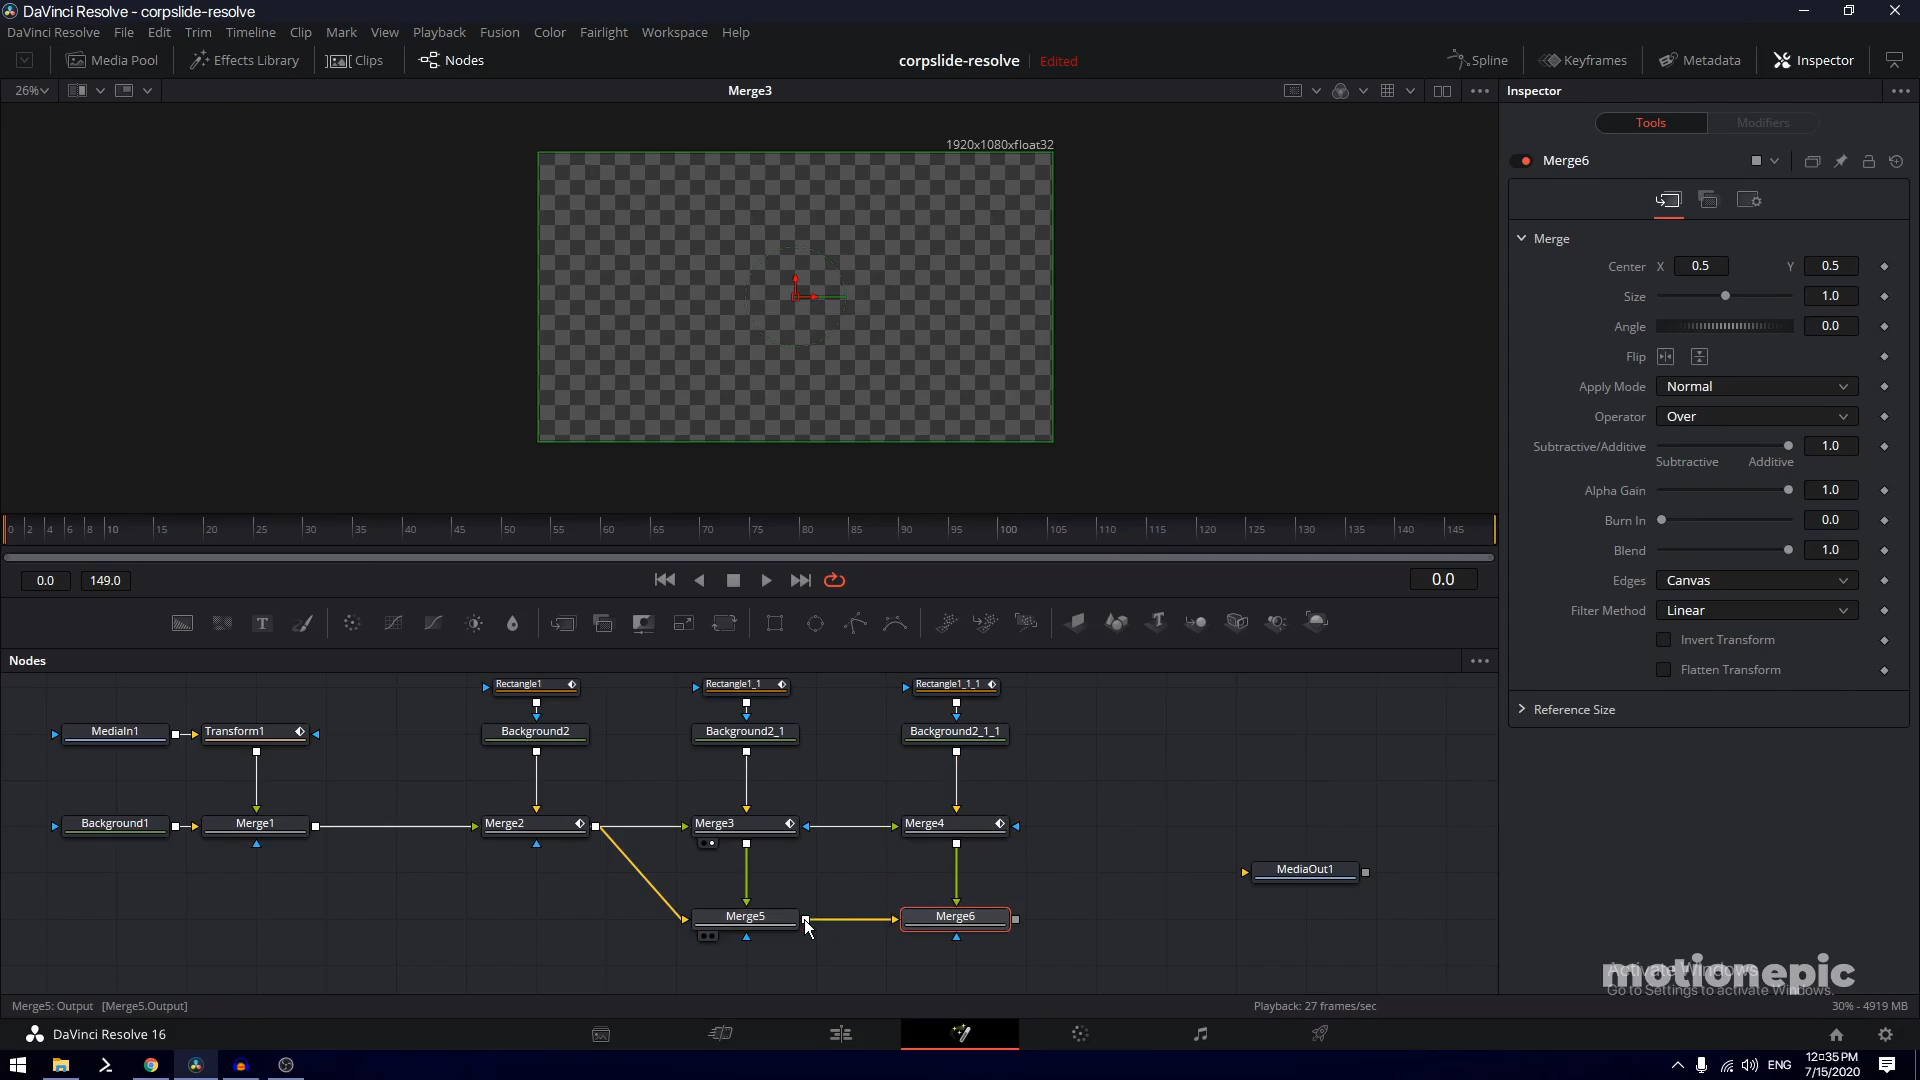 DaVinci Resolve - corpslide-resolve
DaVinci Resolve File Edit Trim Timeline Clip Mark View Playback Fusion Color Fairlight Workspace Help
Media Pool Effects Library Clips Nodes corpslide-resolve Edited Spline Keyframes Metadata Inspector
26% Merge3 Inspector
Tools Modifiers
1920x1080xfloat32
Merge6
Merge
Center X 0.5 Y 0.5
Size 1.0
Angle 0.0
Flip
Apply Mode Normal
Operator Over
Subtractive/Additive 1.0
Subtractive Additive
Alpha Gain 1.0
Burn In 0.0
Blend 1.0
Edges Canvas
Filter Method Linear
Invert Transform
Flatten Transform
Reference Size
0 2 4 6 8 10 15 20 25 30 35 40 45 50 55 60 65 70 75 80 85 90 95 100 105 110 115 120 125 130 135 140 145
0.0 149.0 0.0
Nodes
Rectangle1 Rectangle1_1 Rectangle1_1_1
MediaIn1 Transform1 Background2 Background2_1 Background2_1_1
Background1 Merge1 Merge2 Merge3 Merge4
MediaOut1
Merge5 Merge6
motionepic
Activate Windows
Go to Settings to activate Windows.
Merge5: Output [Merge5.Output] Playback: 27 frames/sec 30% - 4919 MB
DaVinci Resolve 16
ENG 12:35 PM
7/15/2020